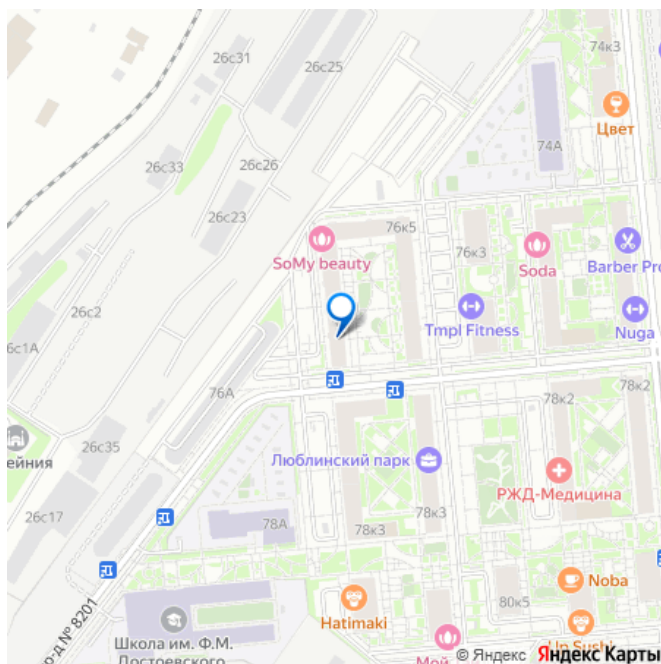 26с31
26с25
74к3
Цвет
74А
26с33
26с26
26с23
76к5
SoMy beauty
76к3
Soda
Barber Pro
26с2
Tmpl Fitness
Nuga
6с1А
76А
78к2
78к2
26с35
ейния
Люблинский парк
РЖД-Медицина
26с17
78А
78к3
78к3
Noba
80к5
Hatimaki
Up Sushi
р-д № 8201
Школа им. Ф.М.
Достоевского
Мой
© Яндекс Яндекс Карты